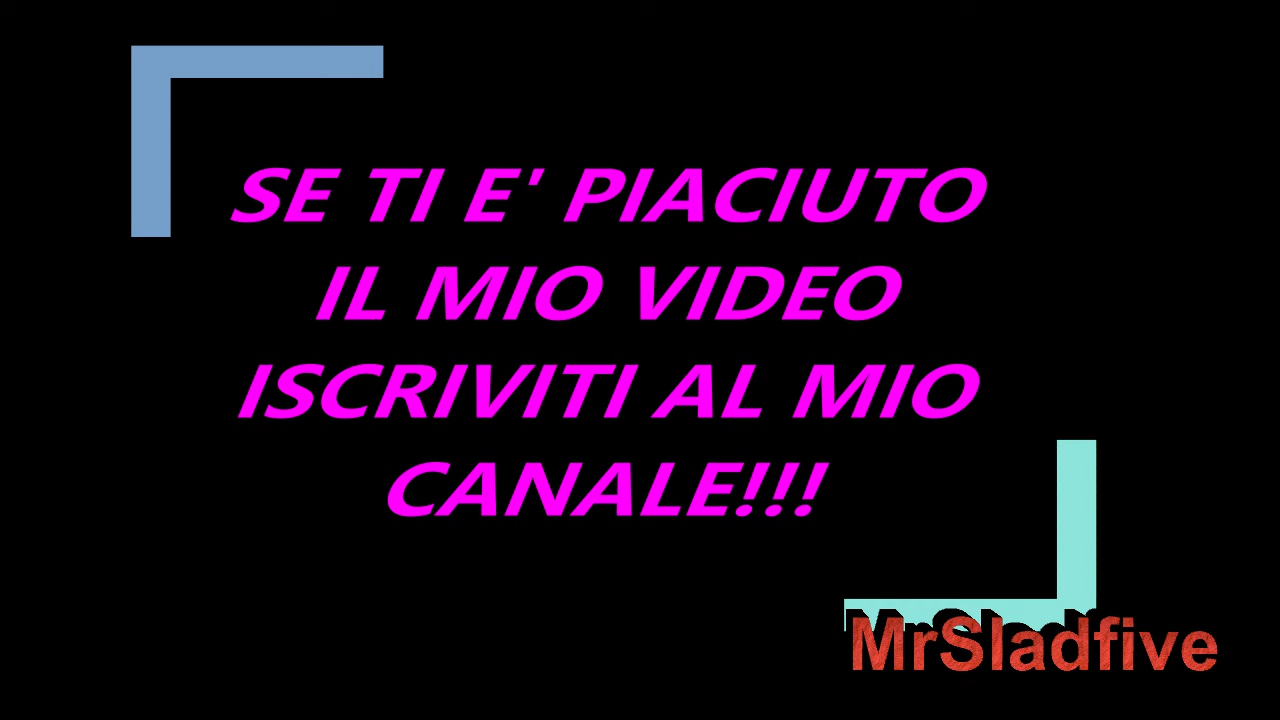 SE TI E' PIACIUTO
IL MIO VIDEO
ISCRIVITI AL MIO
CANALE!!!
MrSladfive